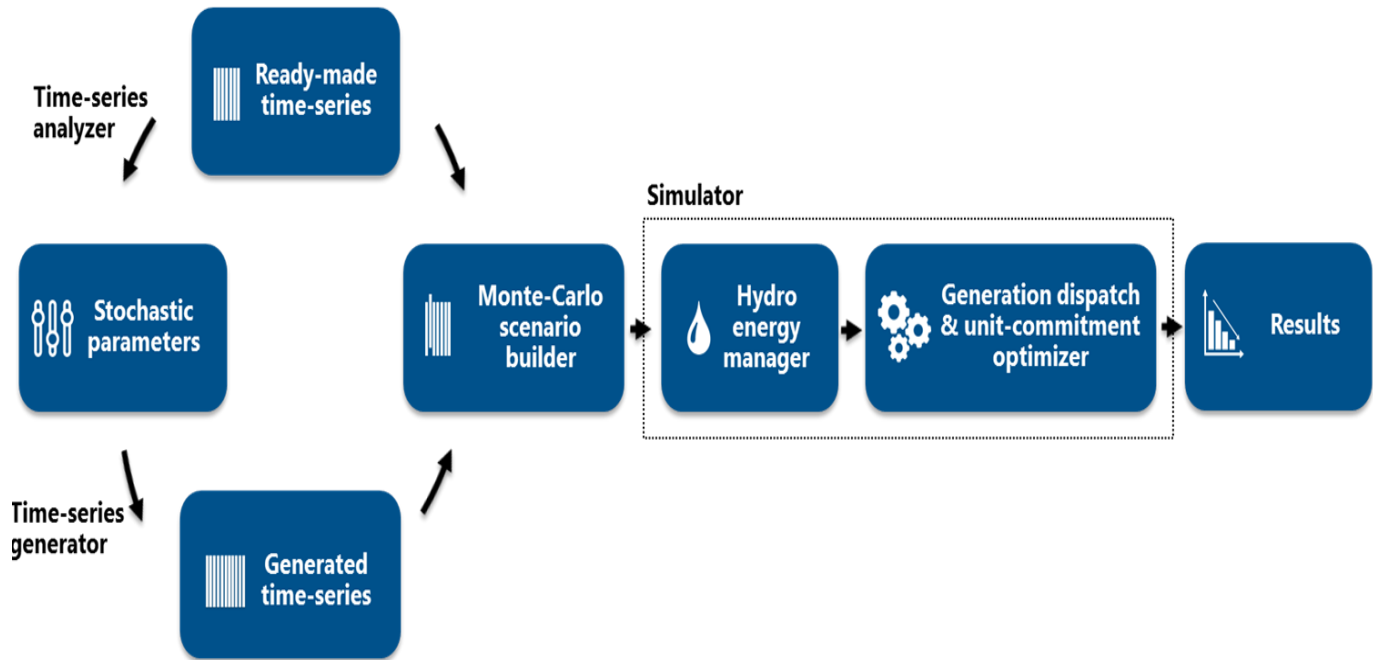 Ready-made
time-series
Time-series
analyzer
Simulator
Stochastic
parameters
Monte-Carlo
scenario
builder
Hydro
energy
manager
Generation dispatch
& unit-commitment
optimizer
Results
Time-series
generator
Generated
time-series